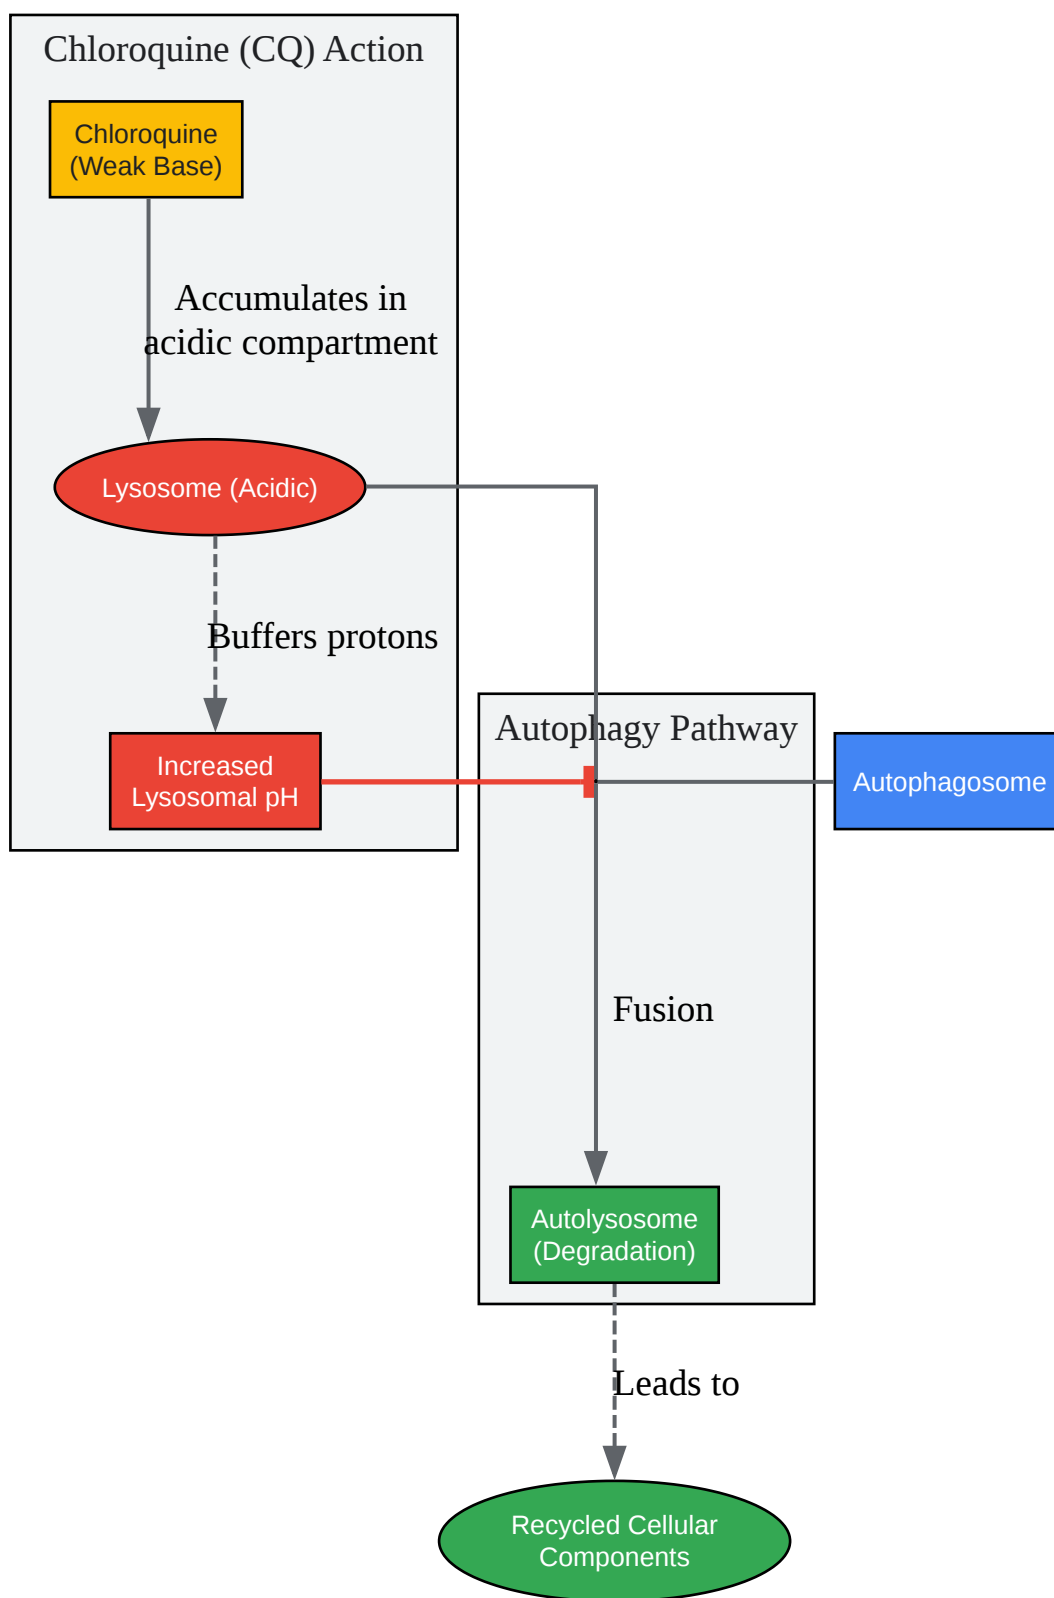 Chloroquine (CQ) Action
Chloroquine
(Weak Base)
Accumulates in
acidic compartment
Lysosome (Acidic)
Buffers protons
Increased
Lysosomal pH
Autophagy Pathway
Autophagosome
Fusion
Autolysosome
(Degradation)
Leads to
Recycled Cellular
Components